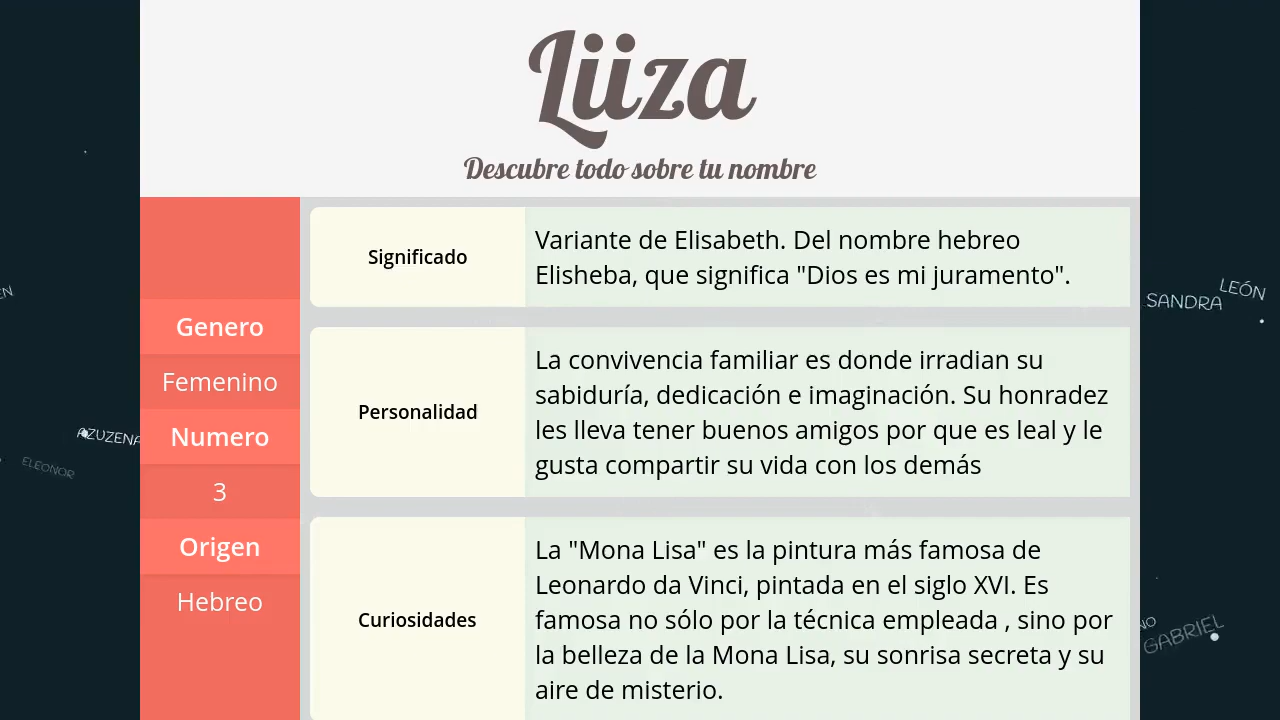 Lüza
Descubre todo sobre tu nombre
Genero
Femenino
Numero
3
Origen
Hebreo
Significado
Variante de Elisabeth. Del nombre hebreo
Elisheba, que significa "Dios es mi juramento".
Personalidad
La convivencia familiar es donde irradian su
sabiduría, dedicación e imaginación. Su honradez
les lleva tener buenos amigos por que es leal y le
gusta compartir su vida con los demás
Curiosidades
La "Mona Lisa" es la pintura más famosa de
Leonardo da Vinci, pintada en el siglo XVI. Es
famosa no sólo por la técnica empleada , sino por
la belleza de la Mona Lisa, su sonrisa secreta y su
aire de misterio.
AZUZENA
ELEONOR
SANDRA
LEÓN
GABRIEL